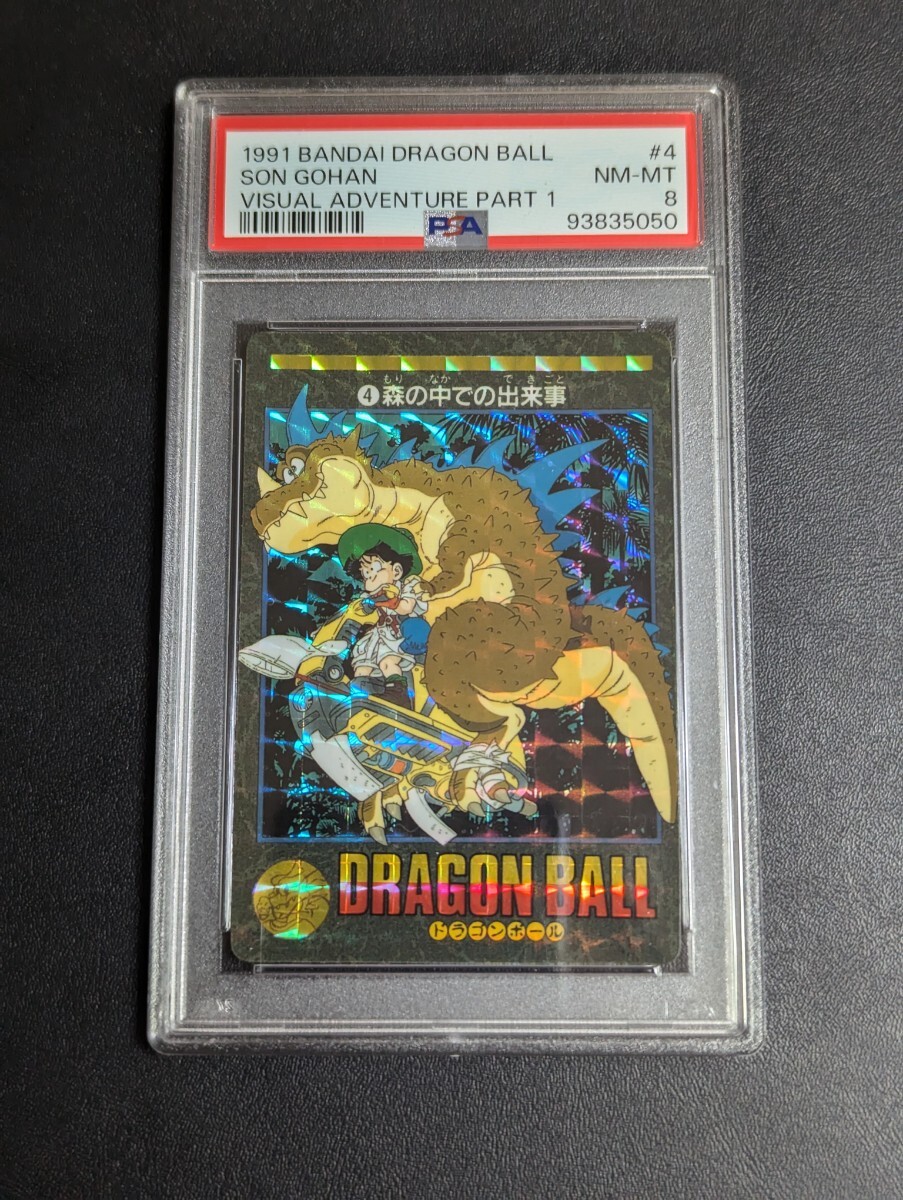 1991 BANDAI DRAGON BALL #4
SON GOHAN NM-MT
VISUAL ADVENTURE PART 1 8
PSA 93835050
もり なか で き ごと
4 森の中での出来事
DRAGON BALL
ドラゴンボール